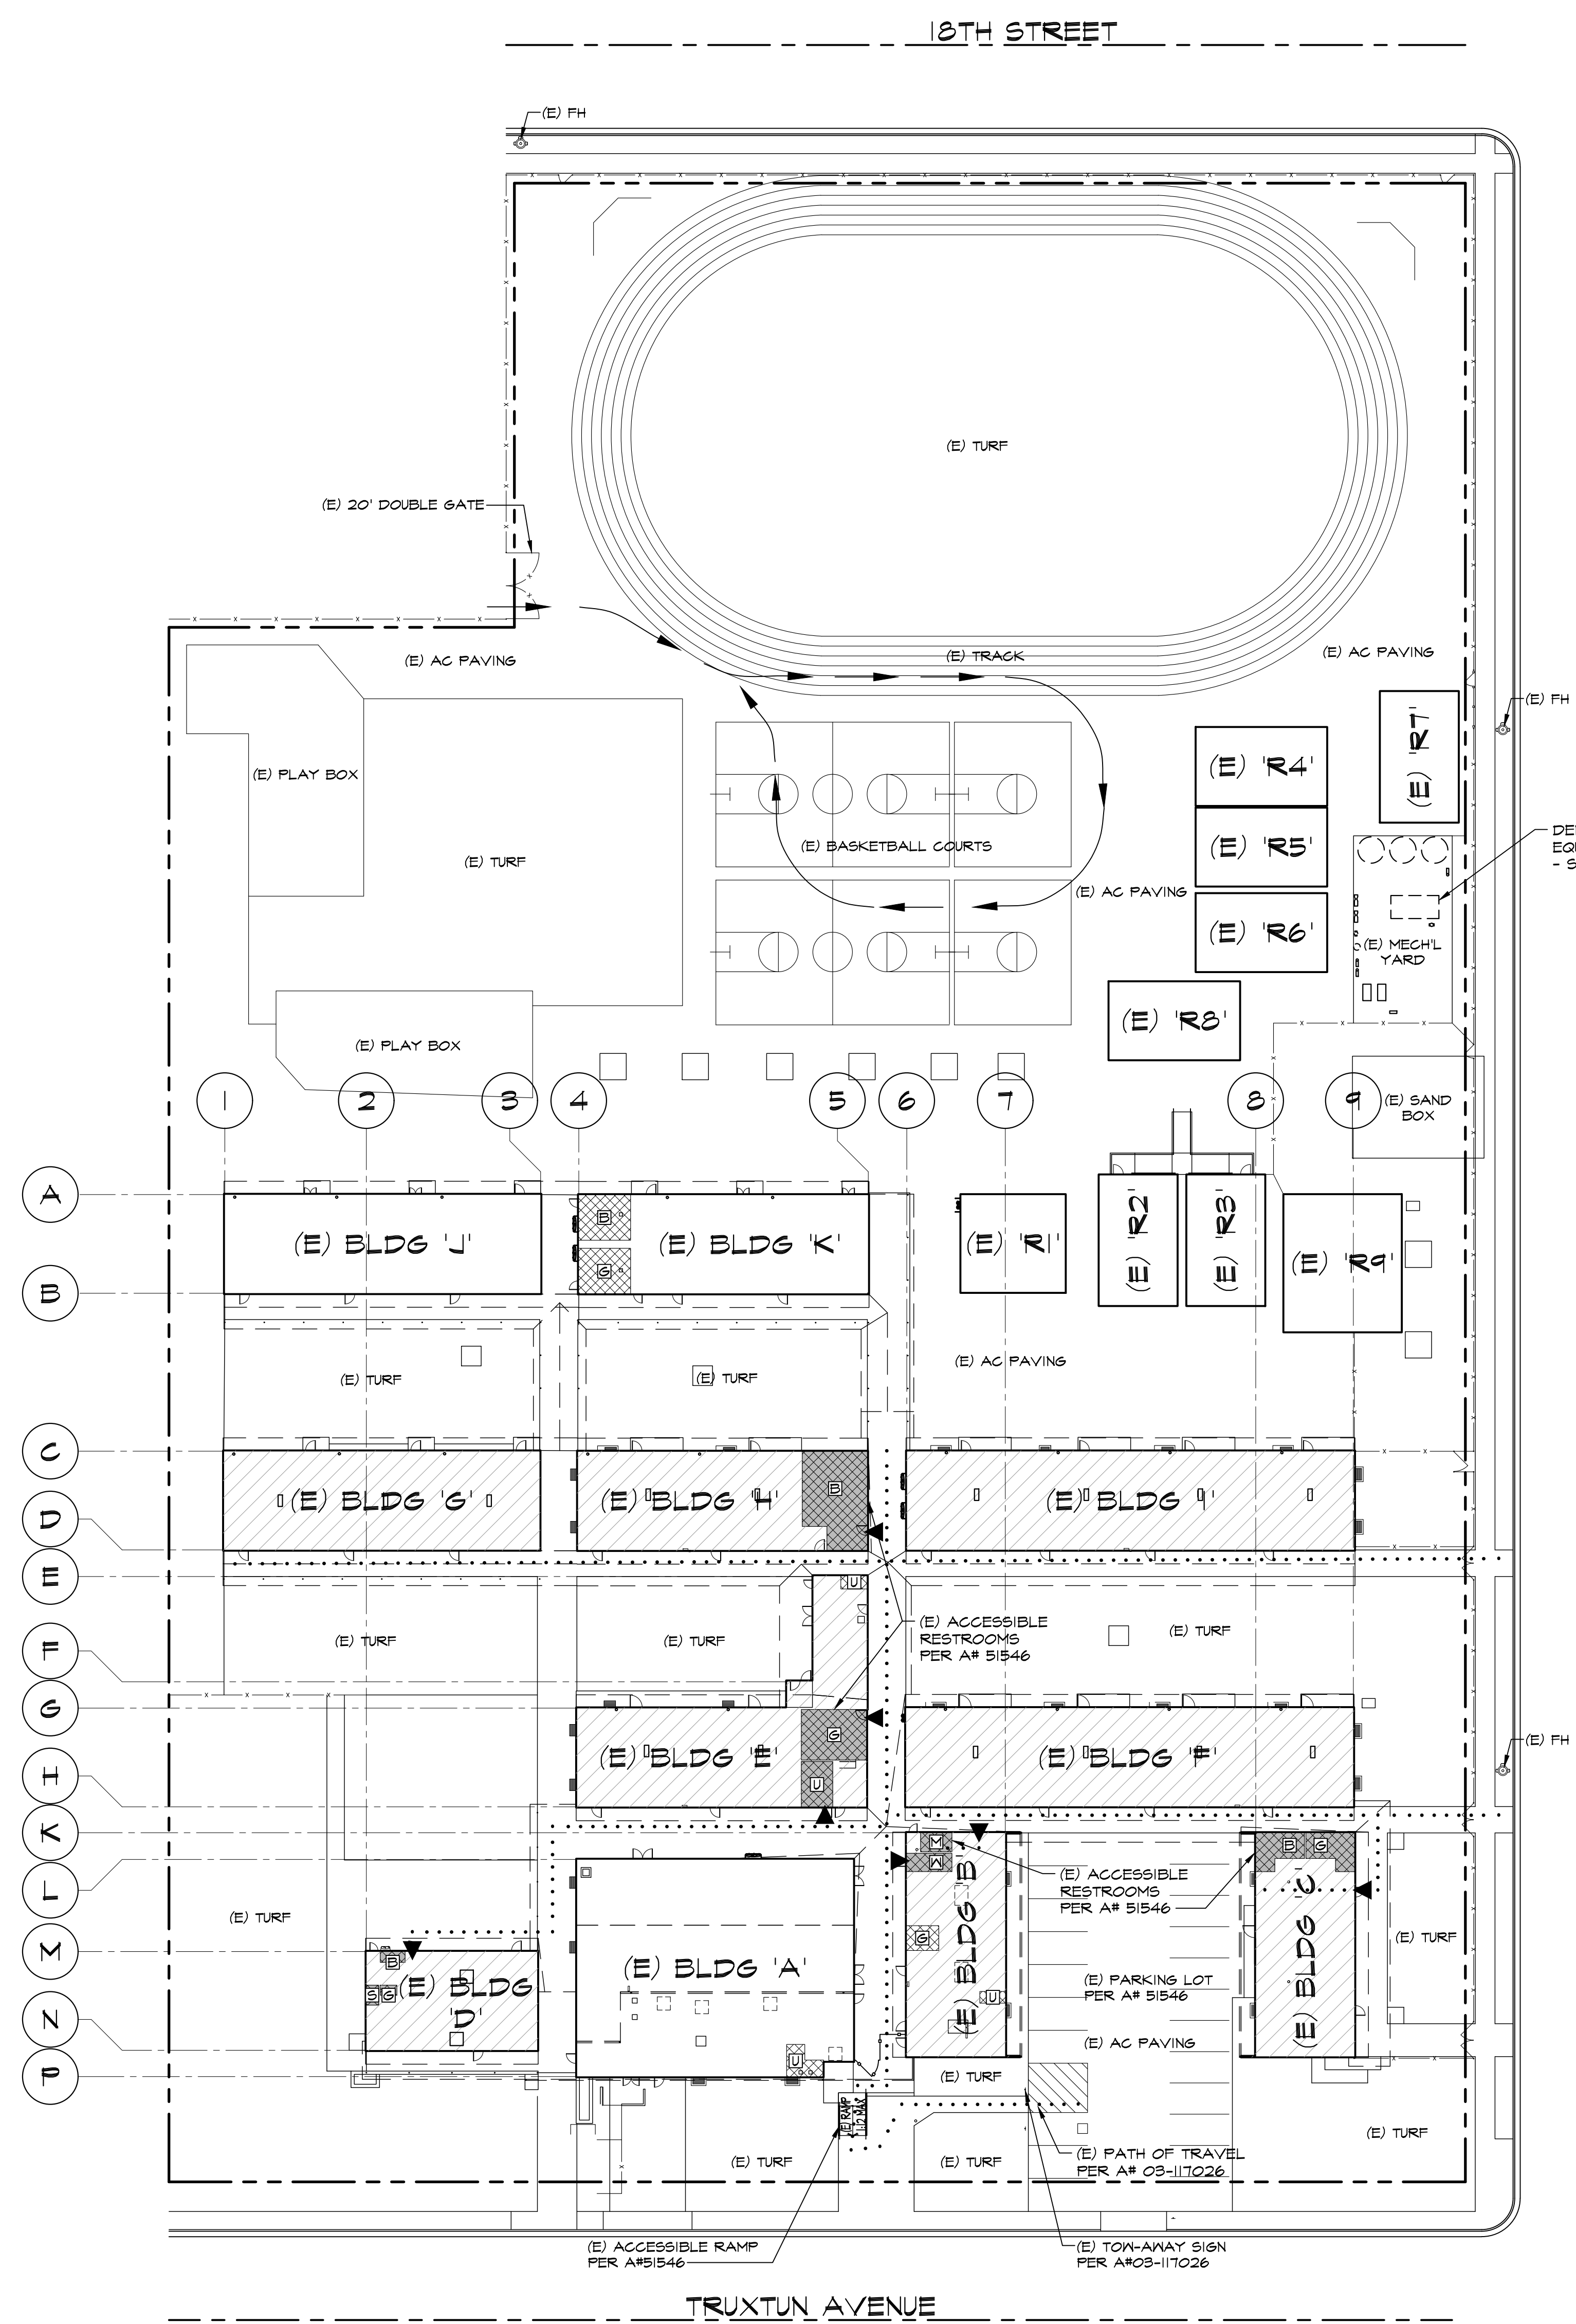 18TH STREET
(E) FH
(E) TURF
(E) 20' DOUBLE GATE
(E) TRACK
(E) AC PAVING
(E) AC PAVING
(E) FH
(E) 'R7'
(E) 'R4'
(E) PLAY BOX
(E) TURF
(E) BASKETBALL COURTS
(E) 'R5'
(E) AC PAVING
(E) 'R6'
(E) MECH'L
YARD
(E) 'R8'
(E) PLAY BOX
1
2
3
4
5
6
7
8
9
(E) SAND
BOX
A
(E) BLDG 'J'
B
(E) BLDG 'K'
G
(E) 'R1'
(E) 'R2'
(E) 'R3'
(E) 'R9'
B
(E) TURF
(E) TURF
(E) AC PAVING
C
(E) BLDG 'G'
(E) BLDG 'H'
B
(E) BLDG 'I'
D
E
U
(E) ACCESSIBLE
RESTROOMS
PER A# 51546
(E) TURF
(E) TURF
(E) TURF
F
G
(E) BLDG 'E'
G
U
(E) BLDG 'F'
(E) FH
H
K
M
W
(E) BLDG B
G
U
(E) ACCESSIBLE
RESTROOMS
PER A# 51546
B
G
(E) BLDG 'C'
L
(E) TURF
(E) TURF
M
B
S
G
(E) BLDG
'D'
(E) BLDG 'A'
U
(E) PARKING LOT
PER A# 51546
N
(E) AC PAVING
P
(E) TURF
(E) RAMP
1:12 MAX
(E) TURF
(E) TURF
(E) TURF
(E) PATH OF TRAVEL
PER A# 03-117026
(E) ACCESSIBLE RAMP
PER A#51546
(E) TOW-AWAY SIGN
PER A#03-117026
TRUXTUN AVENUE